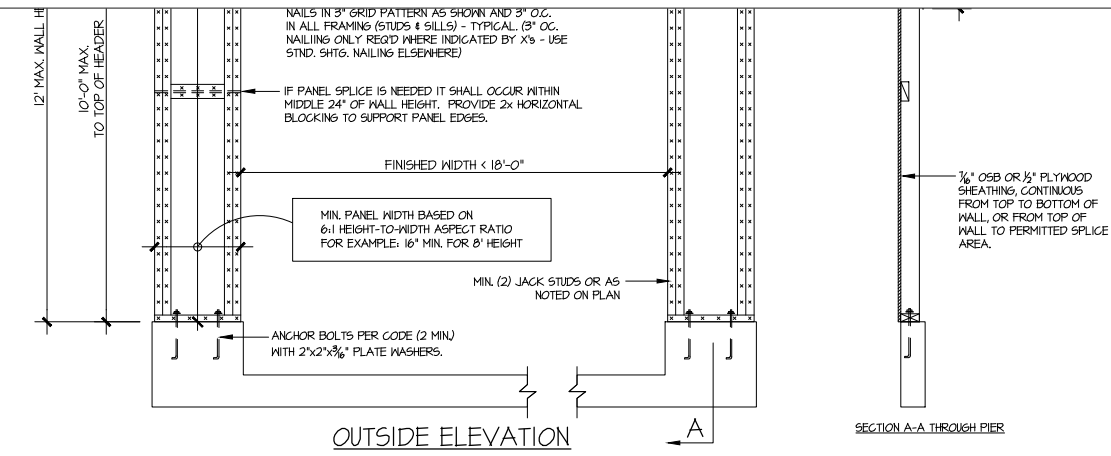 NAILS IN 3" GRID PATTERN AS SHOWN AND 3" O.C.
IN ALL FRAMING (STUDS & SILLS) - TYPICAL. (3" OC.
NAILING ONLY REQ'D WHERE INDICATED BY X's - USE
STND. SHTG. NAILING ELSEWHERE)
12' MAX. WALL
10'-0" MAX.
TO TOP OF HEADER
IF PANEL SPLICE IS NEEDED IT SHALL OCCUR WITHIN
MIDDLE 24" OF WALL HEIGHT. PROVIDE 2x HORIZONTAL
BLOCKING TO SUPPORT PANEL EDGES.
FINISHED WIDTH < 18'-0"
MIN. PANEL WIDTH BASED ON
6:1 HEIGHT-TO-WIDTH ASPECT RATIO
FOR EXAMPLE: 16" MIN. FOR 8' HEIGHT
MIN. (2) JACK STUDS OR AS
NOTED ON PLAN
7/16" OSB OR 1/2" PLYWOOD
SHEATHING, CONTINUOUS
FROM TOP TO BOTTOM OF
WALL, OR FROM TOP OF
WALL TO PERMITTED SPLICE
AREA.
ANCHOR BOLTS PER CODE (2 MIN.)
WITH 2"x2"x3/16" PLATE WASHERS.
OUTSIDE ELEVATION
A
SECTION A-A THROUGH PIER